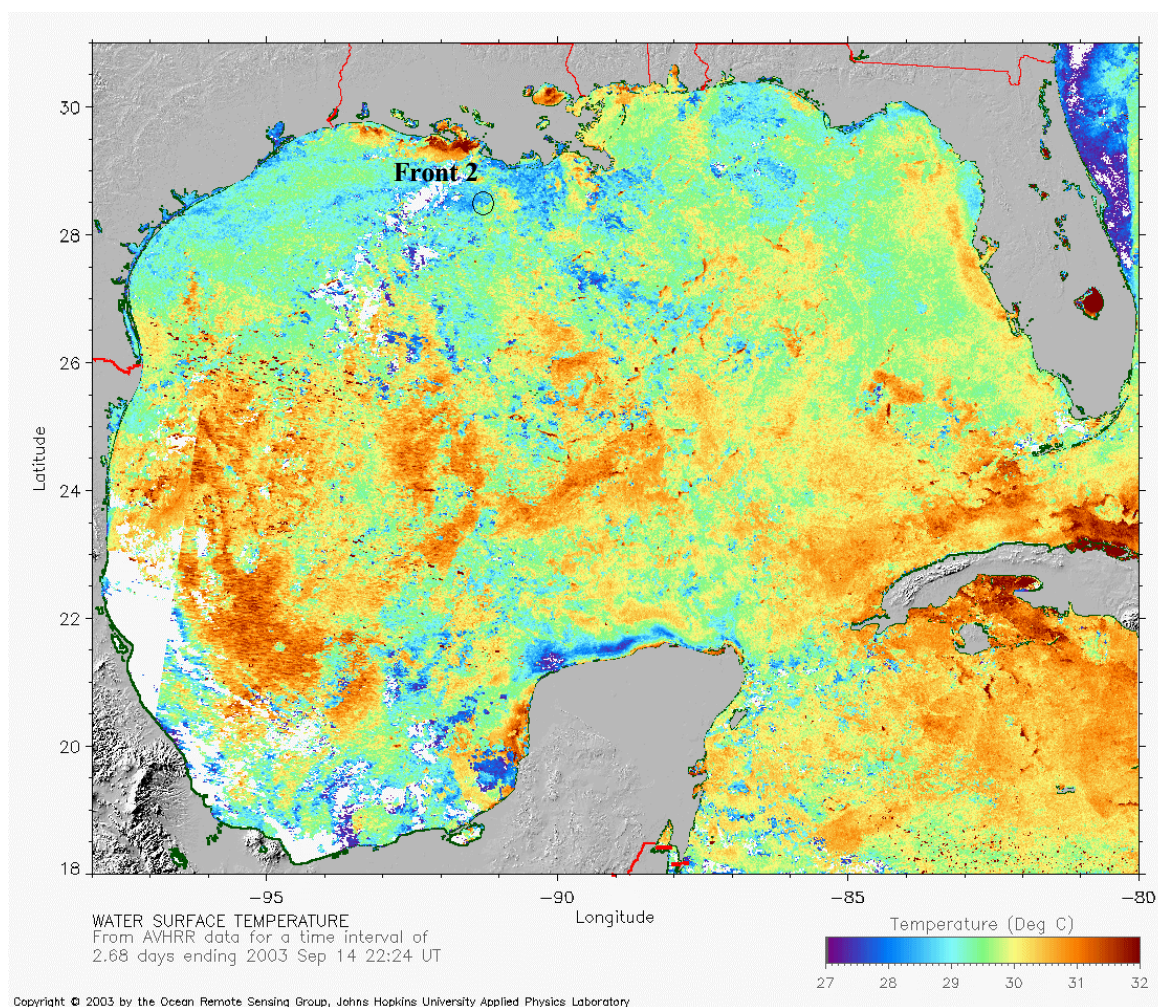 30
Front 2
28
26
Latitude
24
22
20
18
−95
−90
−85
−80
Longitude
WATER SURFACE TEMPERATURE
From AVHRR data for a time interval of
2.68 days ending 2003 Sep 14 22:24 UT
Temperature (Deg C)
27 28 29 30 31 32
Copyright © 2003 by the Ocean Remote Sensing Group, Johns Hopkins University Applied Physics Laboratory